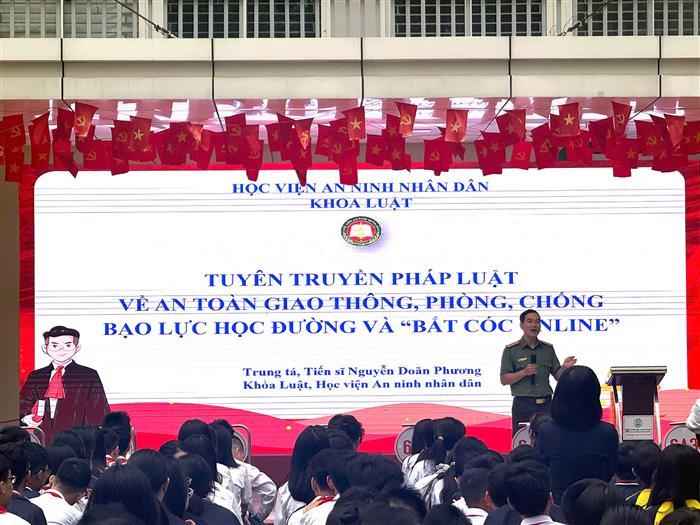 HỌC VIỆN AN NINH NHÂN DÂN
KHOA LUẬT
TUYÊN TRUYỀN PHÁP LUẬT
VỀ AN TOÀN GIAO THÔNG, PHÒNG, CHỐNG
BẠO LỰC HỌC ĐƯỜNG VÀ “BẮT CÓC ONLINE”
Trung tá, Tiến sĩ Nguyễn Doãn Phương
Khoa Luật, Học viện An ninh nhân dân
6A3